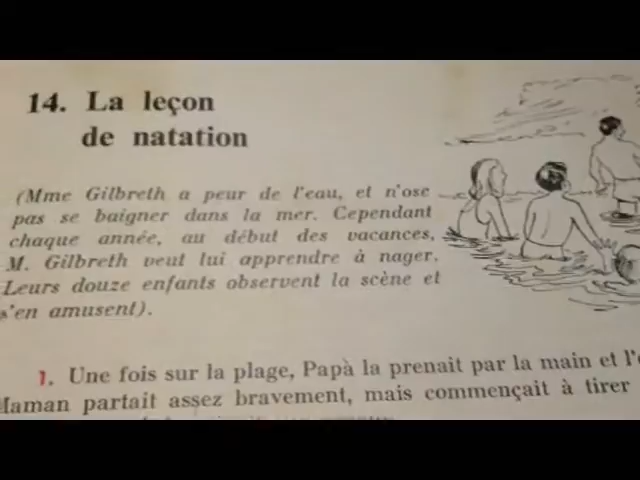 14. La leçon
de natation
(Mme Gilbreth a peur de l'eau, et n'ose
pas se baigner dans la mer. Cependant
chaque année, au début des vacances,
M. Gilbreth veut lui apprendre à nager.
Leurs douze enfants observent la scène et
s'en amusent).
1. Une fois sur la plage, Papà la prenait par la main et
Maman partait assez bravement, mais commençait à tirer